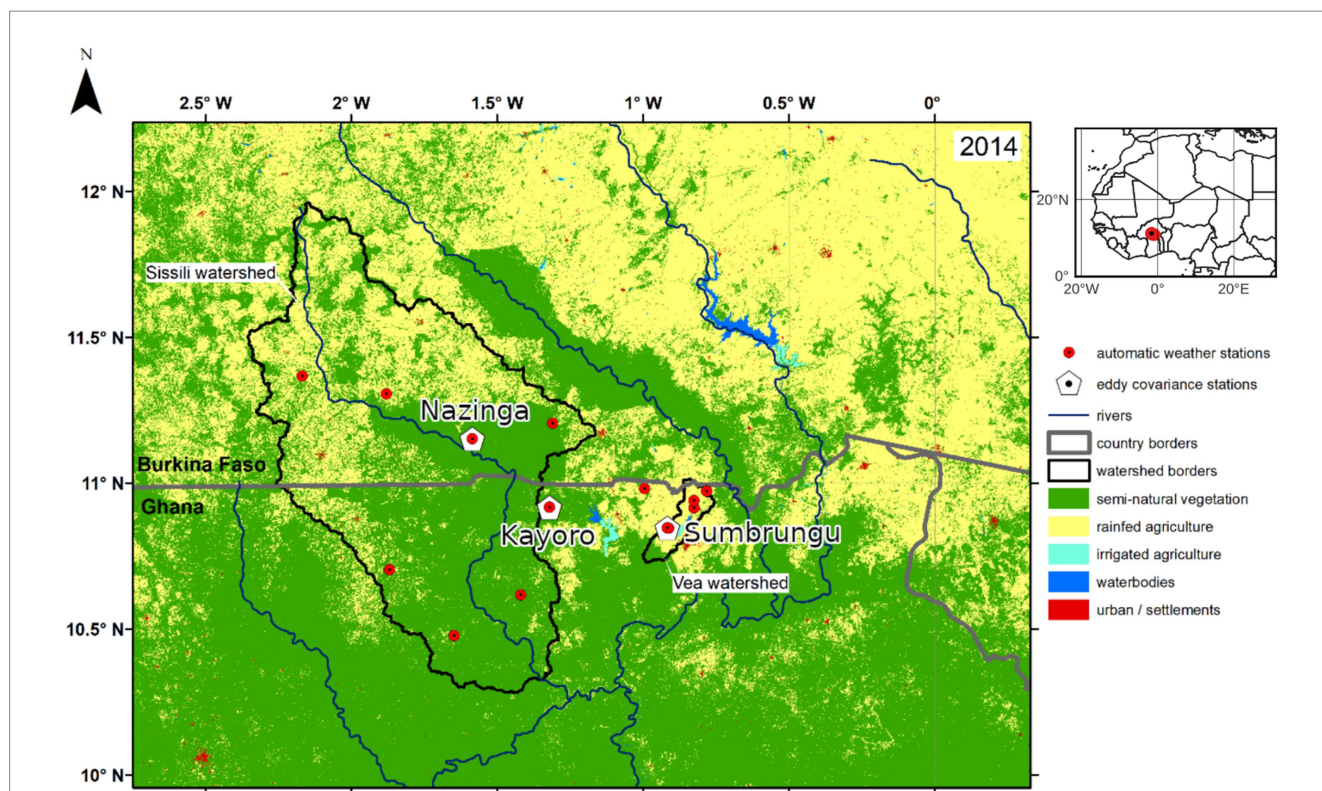 N
2.5° W
2° W
1.5° W
1° W
0.5° W
0°
2014
12° N
11.5° N
11° N
10.5° N
10° N
Sissili watershed
Nazinga
Burkina Faso
Ghana
Kayoro
Sumbrungu
Vea watershed
20°N
0°
20°W
0°
20°E
automatic weather stations
eddy covariance stations
rivers
country borders
watershed borders
semi-natural vegetation
rainfed agriculture
irrigated agriculture
waterbodies
urban / settlements